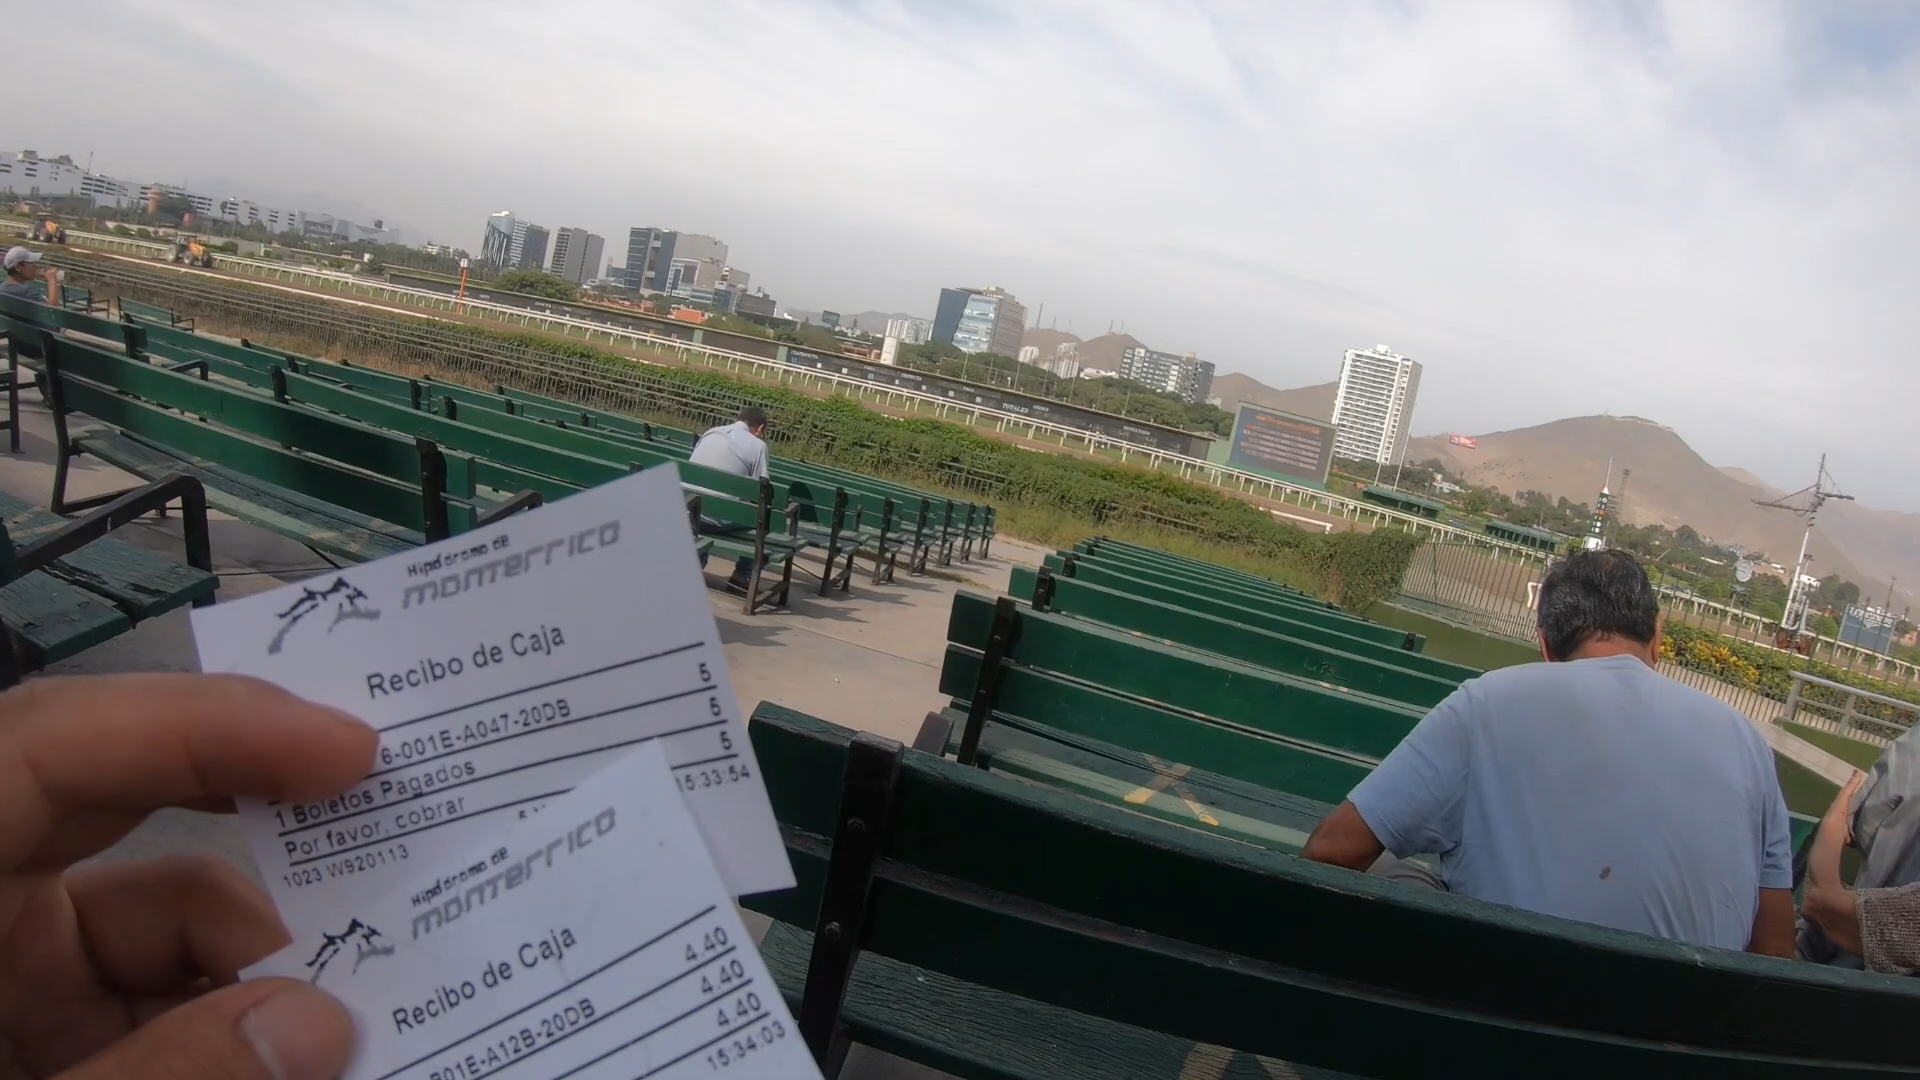 Hipódromo de
monterrico
Recibo de Caja
6-001E-A047-20DB 5
1 Boletos Pagados 5
Por favor, cobrar 5
1023 W920113 15:33:54
Hipódromo de
monterrico
Recibo de Caja
4.40
B01E-A12B-20DB 4.40
4.40
15:34:03
TOTALES